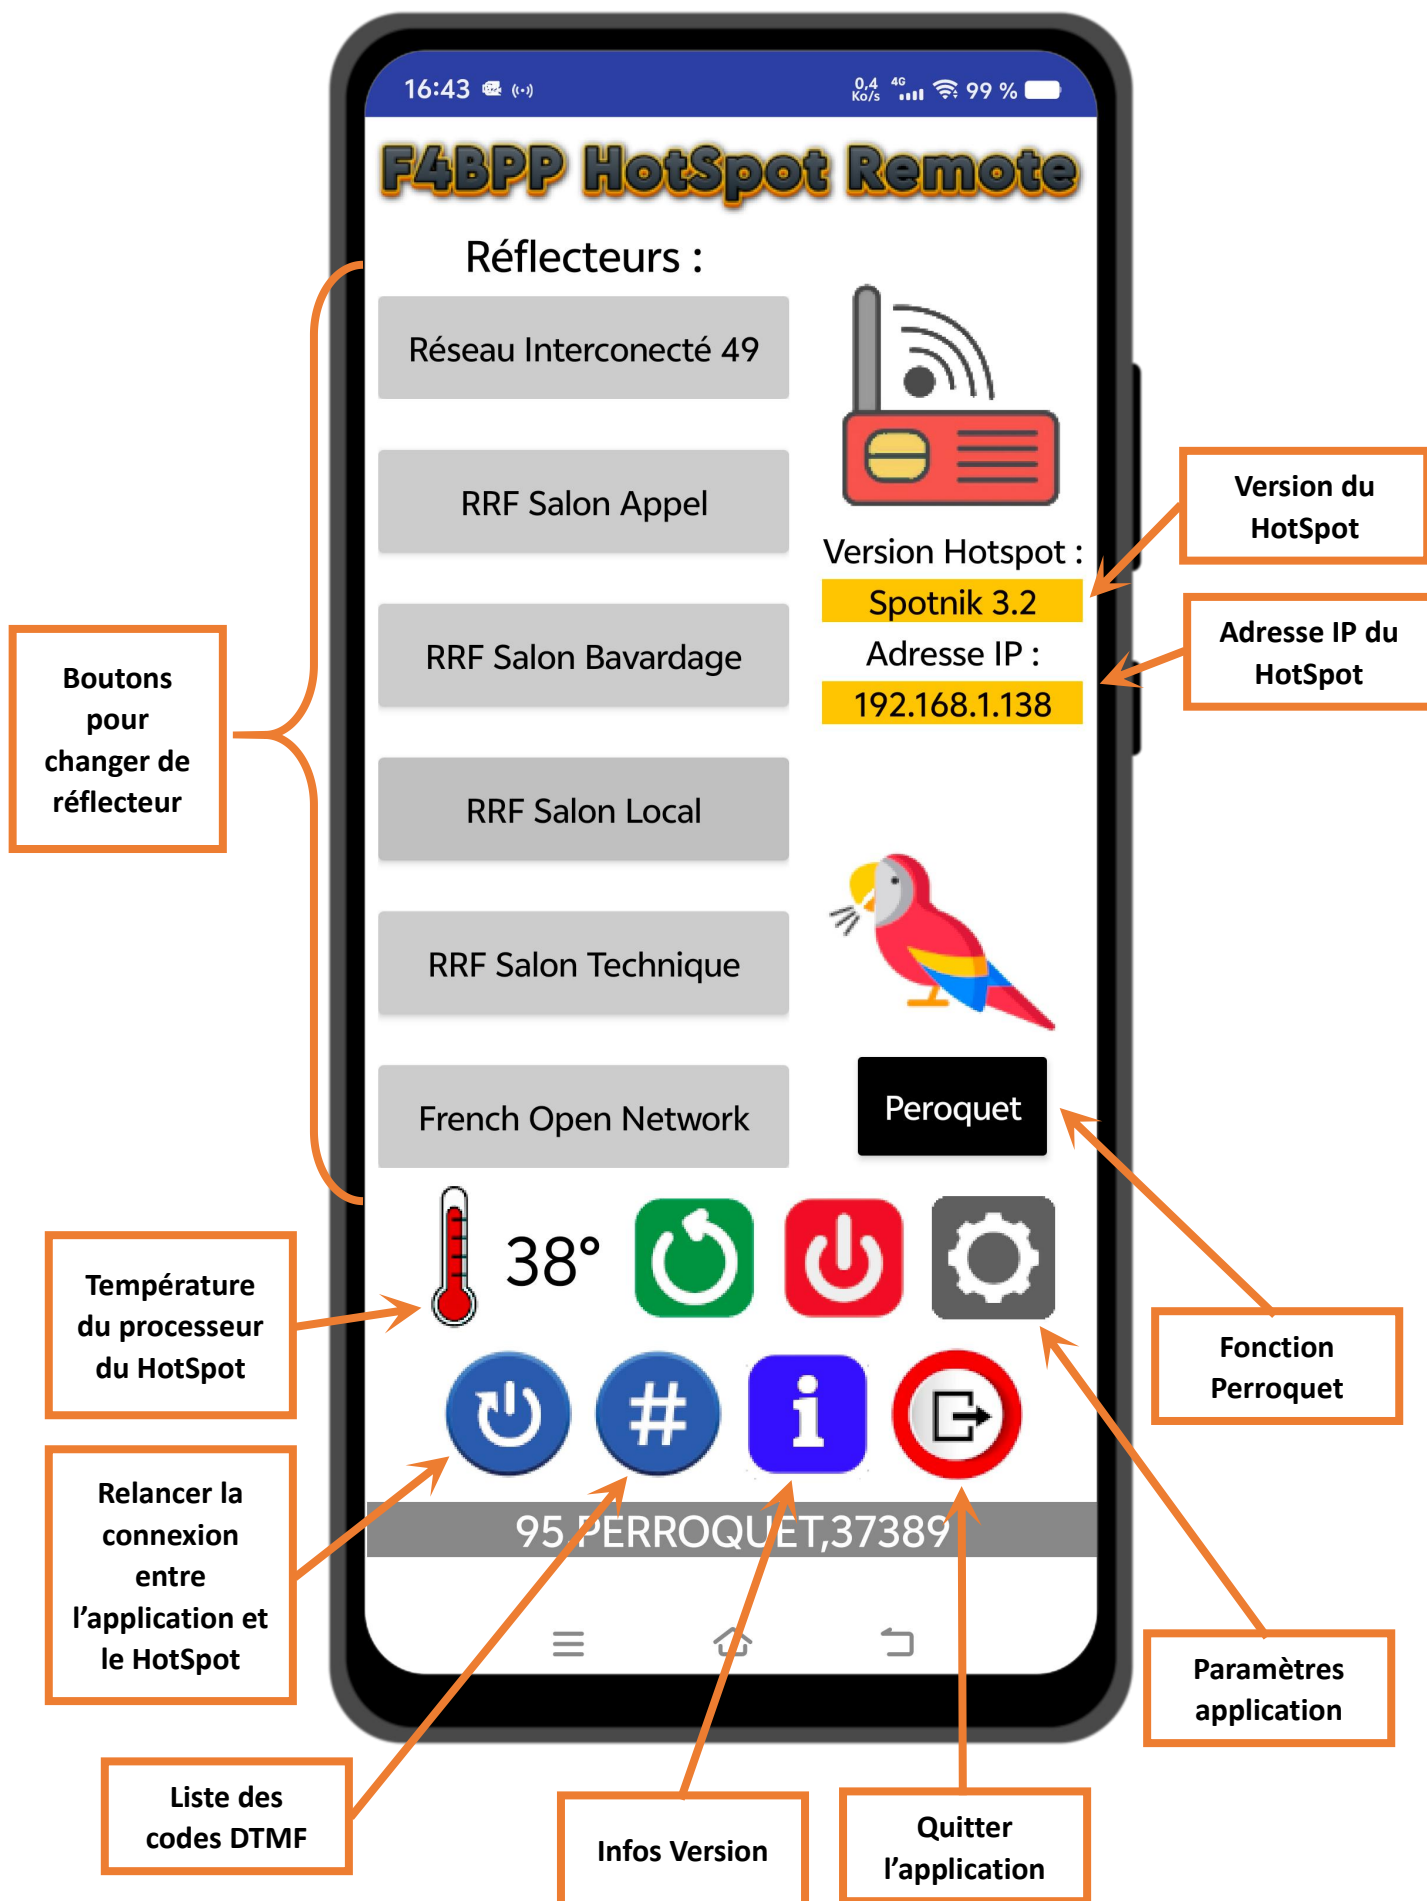 16:43
0,4 Ko/s 4G 99 %
F4BPP HotSpot Remote
Réflecteurs :
Réseau Interconecté 49
RRF Salon Appel
RRF Salon Bavardage
RRF Salon Local
RRF Salon Technique
French Open Network
Version Hotspot :
Spotnik 3.2
Adresse IP :
192.168.1.138
Peroquet
38°
#
i
95,PERROQUET,37389
Version du
HotSpot
Adresse IP du
HotSpot
Boutons
pour
changer de
réflecteur
Température
du processeur
du HotSpot
Fonction
Perroquet
Relancer la
connexion
entre
l’application et
le HotSpot
Paramètres
application
Liste des
codes DTMF
Infos Version
Quitter
l’application